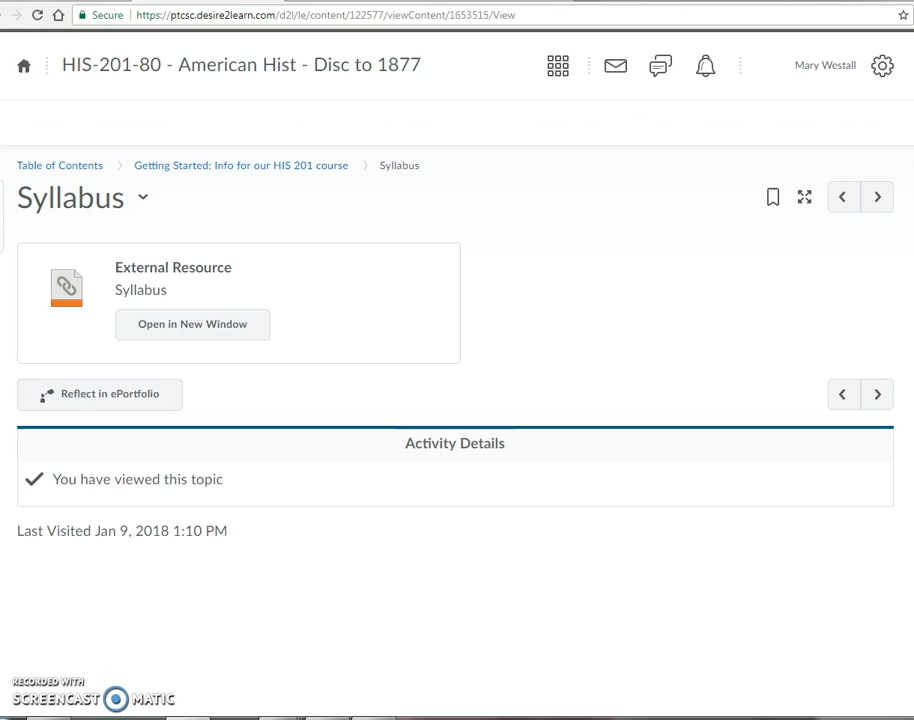 Secure https://ptcsc.desire2learn.com/d2l/le/content/122577/viewContent/1653515/View
HIS-201-80 - American Hist - Disc to 1877
Mary Westall
Table of Contents Getting Started: Info for our HIS 201 course Syllabus
Syllabus
External Resource
Syllabus
Open in New Window
Reflect in ePortfolio
Activity Details
You have viewed this topic
Last Visited Jan 9, 2018 1:10 PM
RECORDED WITH
SCREENCAST MATIC